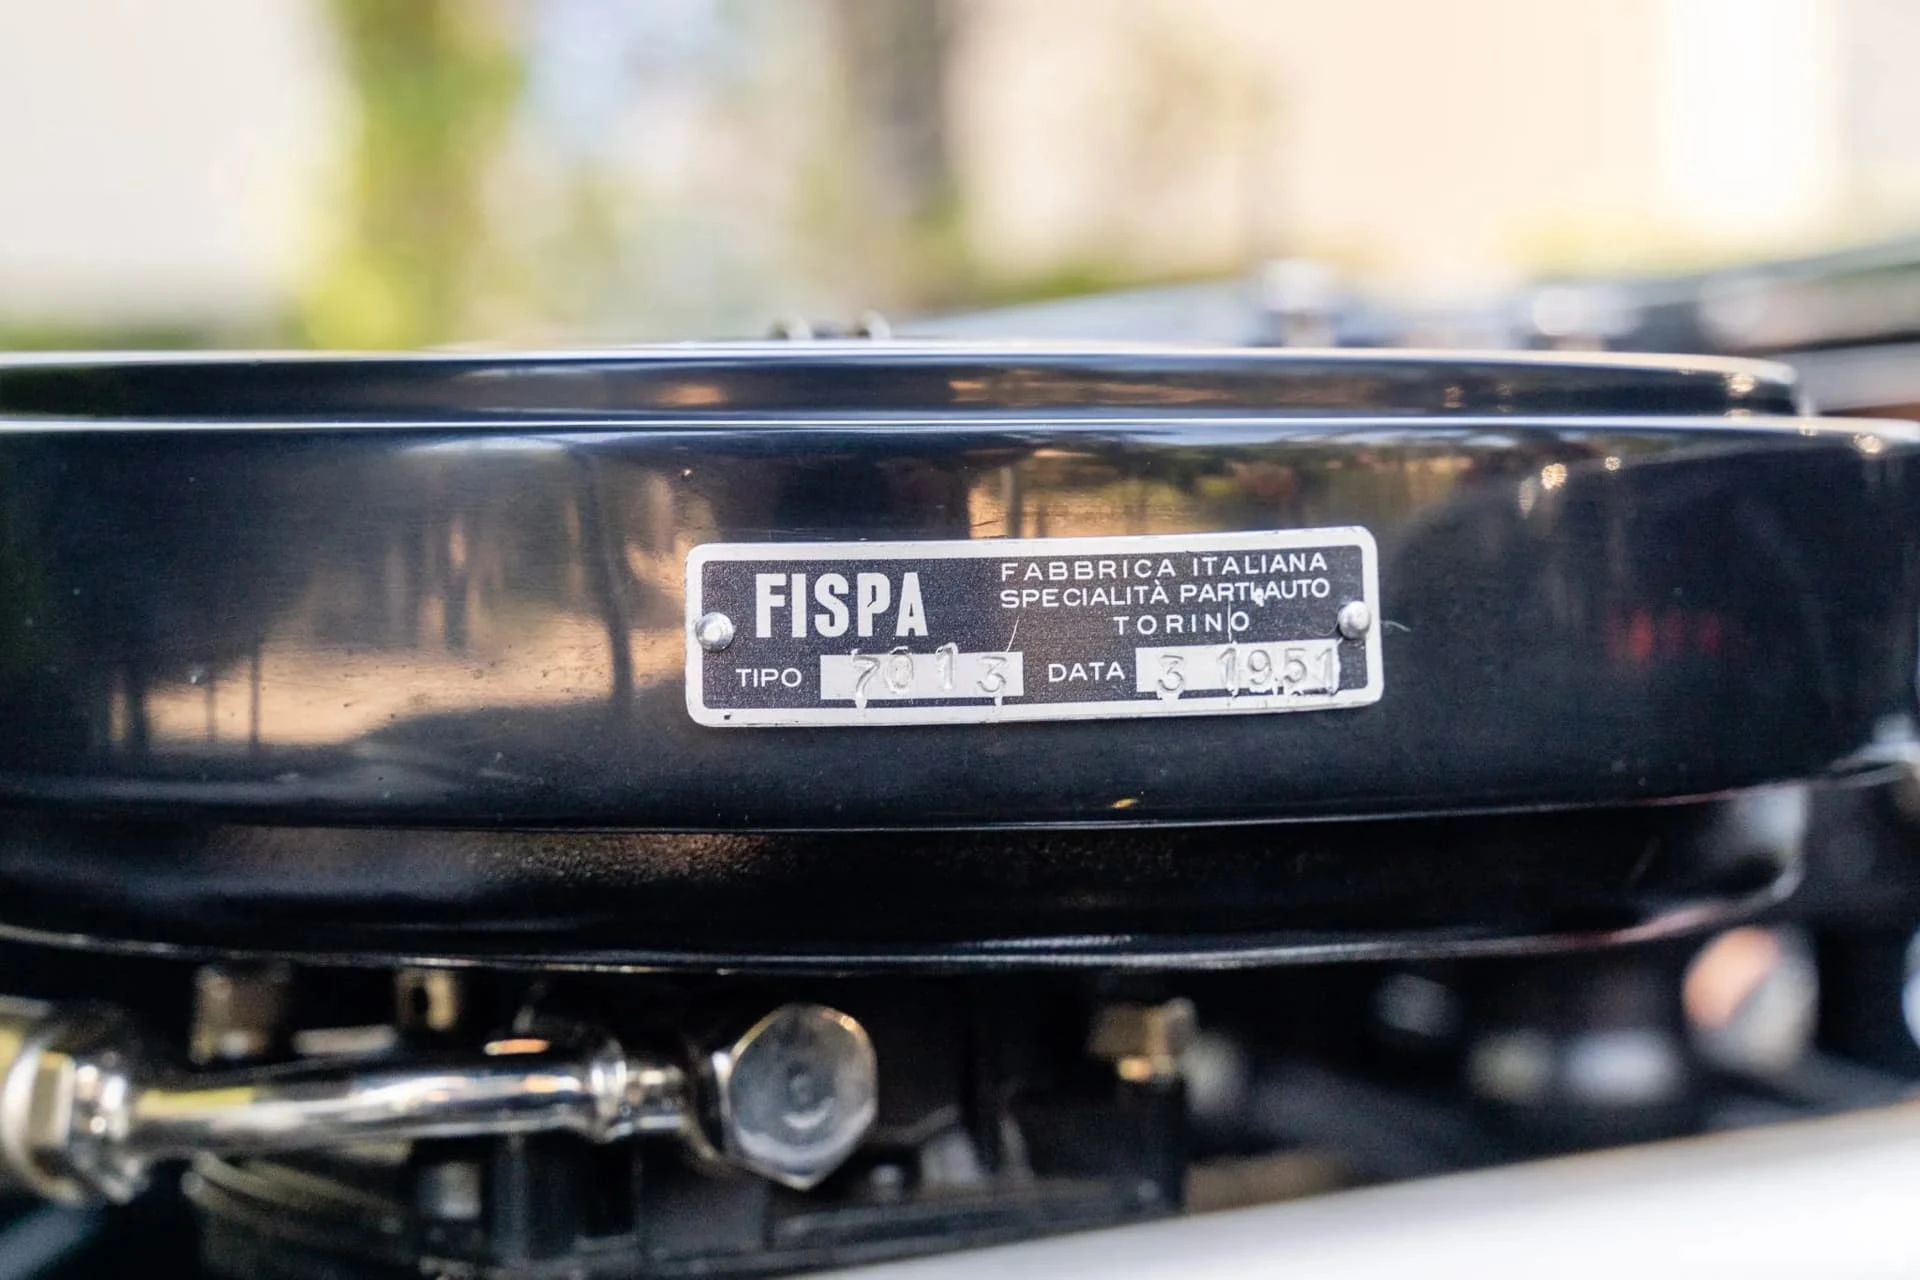 FISPA
FABBRICA ITALIANA
SPECIALITÀ PARTI AUTO
TORINO
TIPO 7013 DATA 3 1951